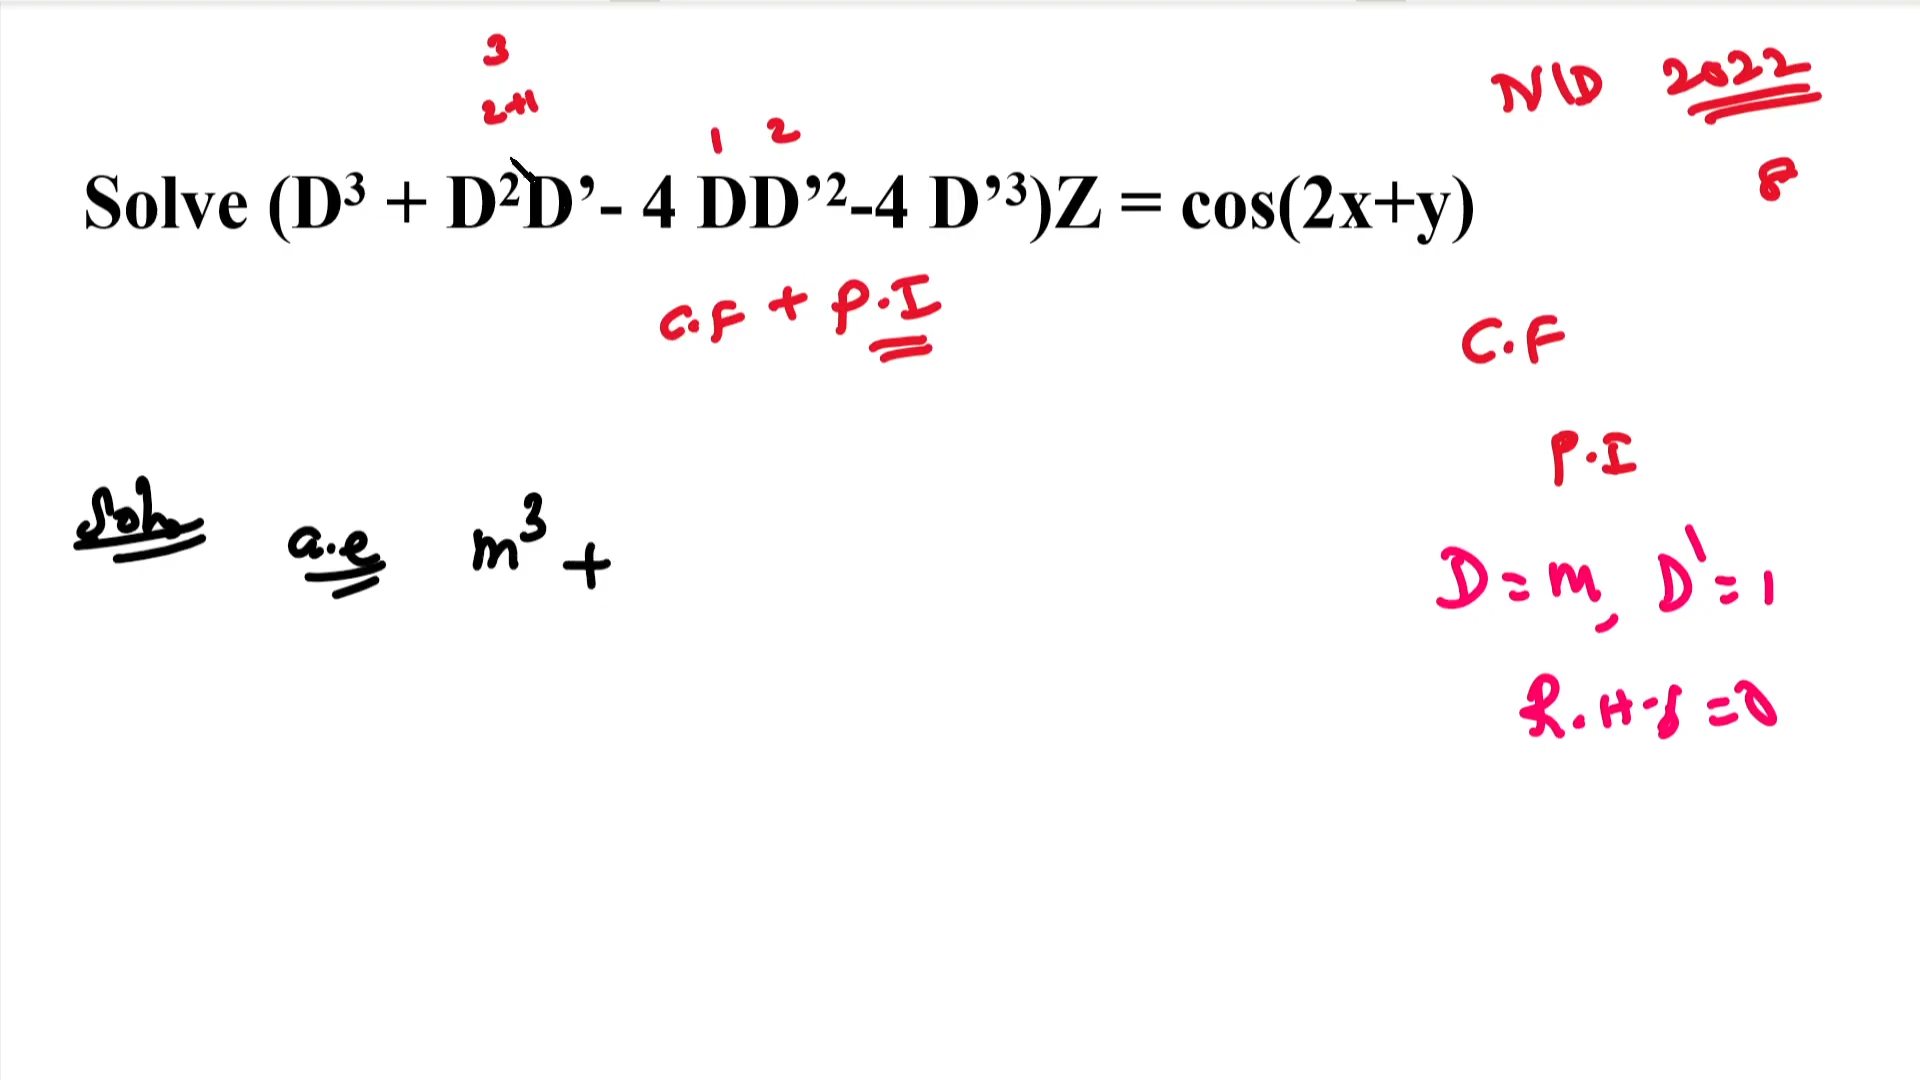 3
2+1
1 2
N/D 2022
8
Solve (D³ + D²D’- 4 DD’²-4 D’³)Z = cos(2x+y)
C.F + P.I
C.F
P.I
Soln a.e m³ +
D = m, D' = 1
R.H.S = 0